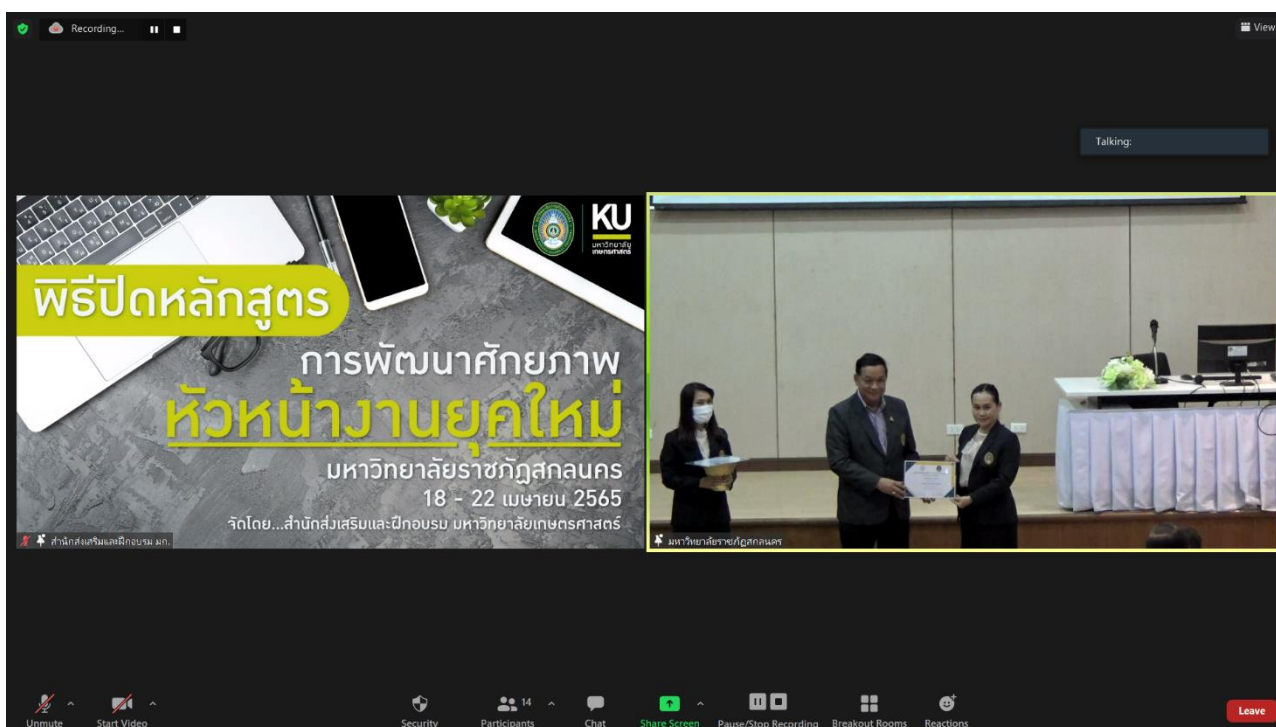 Recording...
View
Talking:
KU
มหาวิทยาลัย
เกษตรศาสตร์
พิธีปิดหลักสูตร
การพัฒนาศักยภาพ
หัวหน้างานยุคใหม่
มหาวิทยาลัยราชภัฏสกลนคร
18 - 22 เมษายน 2565
จัดโดย...สำนักส่งเสริมและฝึกอบรม มหาวิทยาลัยเกษตรศาสตร์
สำนักส่งเสริมและฝึกอบรม มก.
มหาวิทยาลัยราชภัฏสกลนคร
Unmute
Start Video
Security
Participants
14
Chat
Share Screen
Pause/Stop Recording
Breakout Rooms
Reactions
Leave